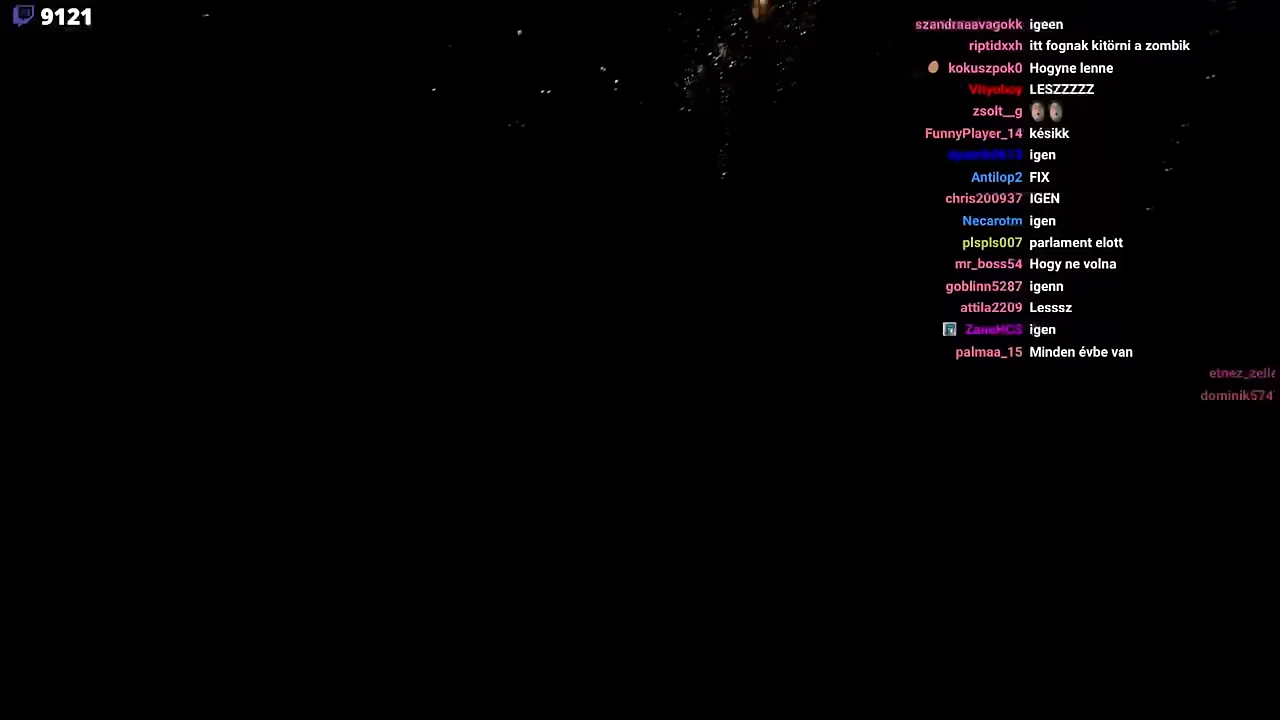 9121
szandraaavagokk igeen
riptidxxh itt fognak kitörni a zombik
kokuszpok0 Hogyne lenne
Vityoboy LESZZZZZ
zsolt__g
FunnyPlayer_14 késikk
igen
Antilop2 FIX
chris200937 IGEN
Necarotm igen
plspls007 parlament elott
mr_boss54 Hogy ne volna
goblinn5287 igenn
attila2209 Lesssz
ZaneHCS igen
palmaa_15 Minden évbe van
dominik574